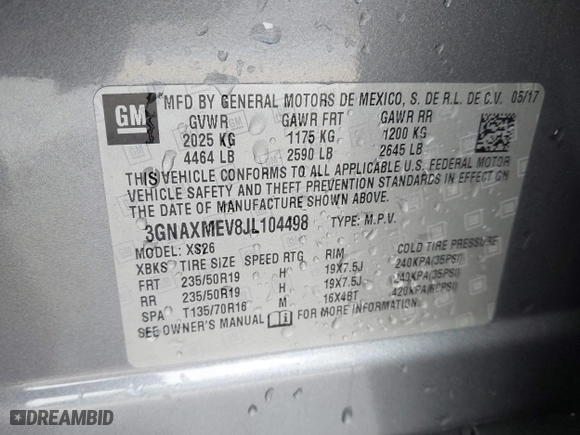 GM
MFD BY GENERAL MOTORS DE MEXICO, S. DE R.L. DE C.V. 05/17
GVWR GAWR FRT GAWR RR
2025 KG 1175 KG 1200 KG
4464 LB 2590 LB 2645 LB
THIS VEHICLE CONFORMS TO ALL APPLICABLE U.S. FEDERAL MOTOR
VEHICLE SAFETY AND THEFT PREVENTION STANDARDS IN EFFECT ON
THE DATE OF MANUFACTURE SHOWN ABOVE.
3GNAXMEV8JL104498 TYPE: M.P.V.
MODEL: XS26
XBKS TIRE SIZE SPEED RTG RIM COLD TIRE PRESSURE
FRT 235/50R19 H 19X7.5J 240KPA(35PSI)
RR 235/50R19 H 19X7.5J 240KPA(35PSI)
SPA T135/70R16 M 16X4BT 420KPA(60PSI)
SEE OWNER'S MANUAL FOR MORE INFORMATION.
DREAMBID